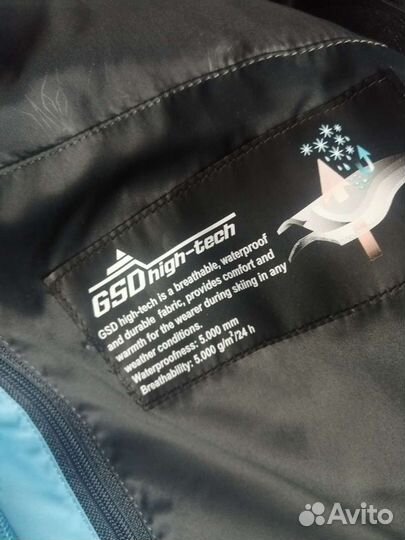 GSD high-tech
GSD high-tech is a breathable, waterproof
and durable fabric, provides comfort and
warmth for the wearer during skiing in any
weather conditions.
Waterproofness: 5.000 mm
Breathability: 5.000 g/m²/24 h
Avito